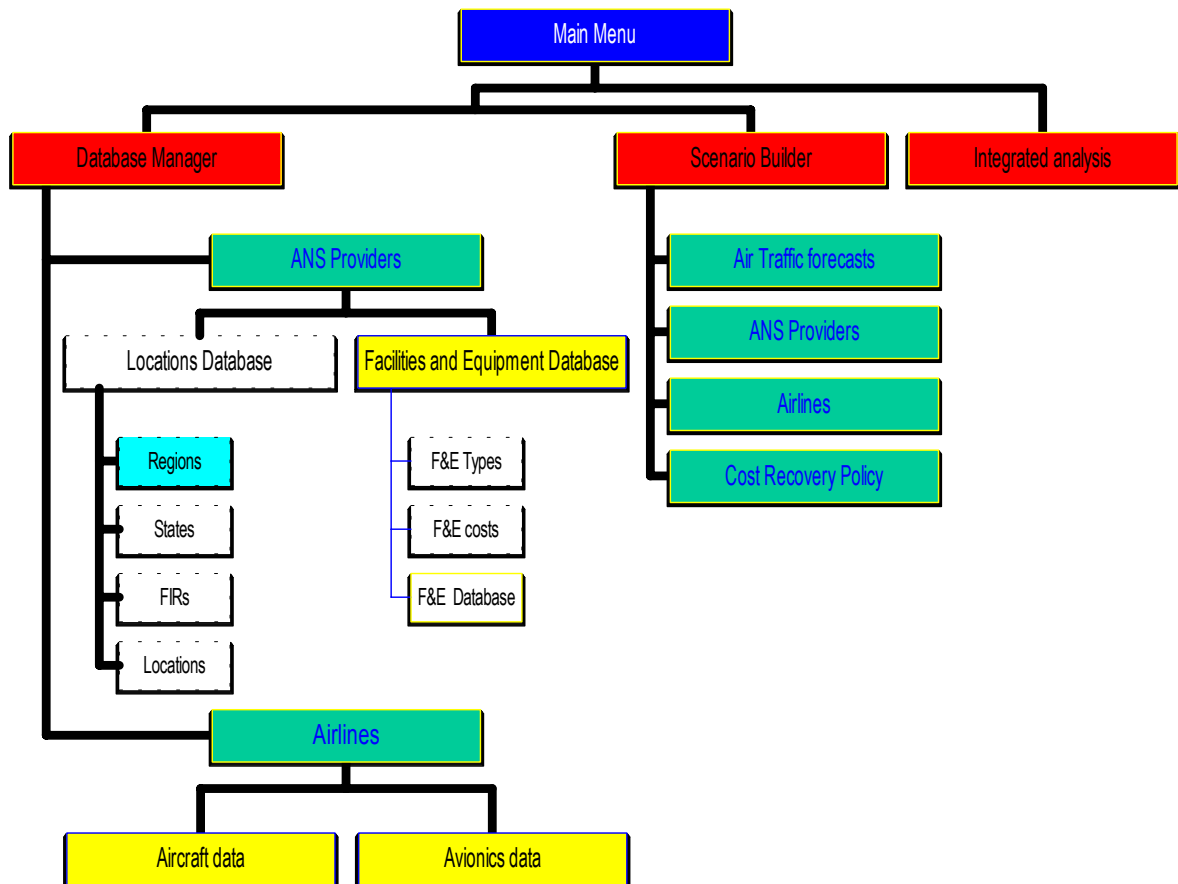 Main Menu
Database Manager
Scenario Builder
Integrated analysis
ANS Providers
Air Traffic forecasts
ANS Providers
Locations Database
Facilities and Equipment Database
Airlines
Regions
F&E Types
Cost Recovery Policy
States
F&E costs
FIRs
F&E Database
Locations
Airlines
Aircraft data
Avionics data